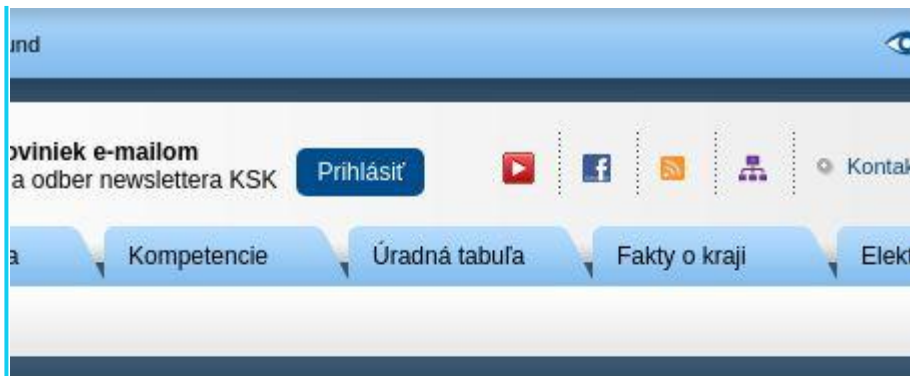 und
oviniek e-mailom
a odber newslettera KSK
Prihlásiť
Kontak
a
Kompetencie
Úradná tabuľa
Fakty o kraji
Elekt